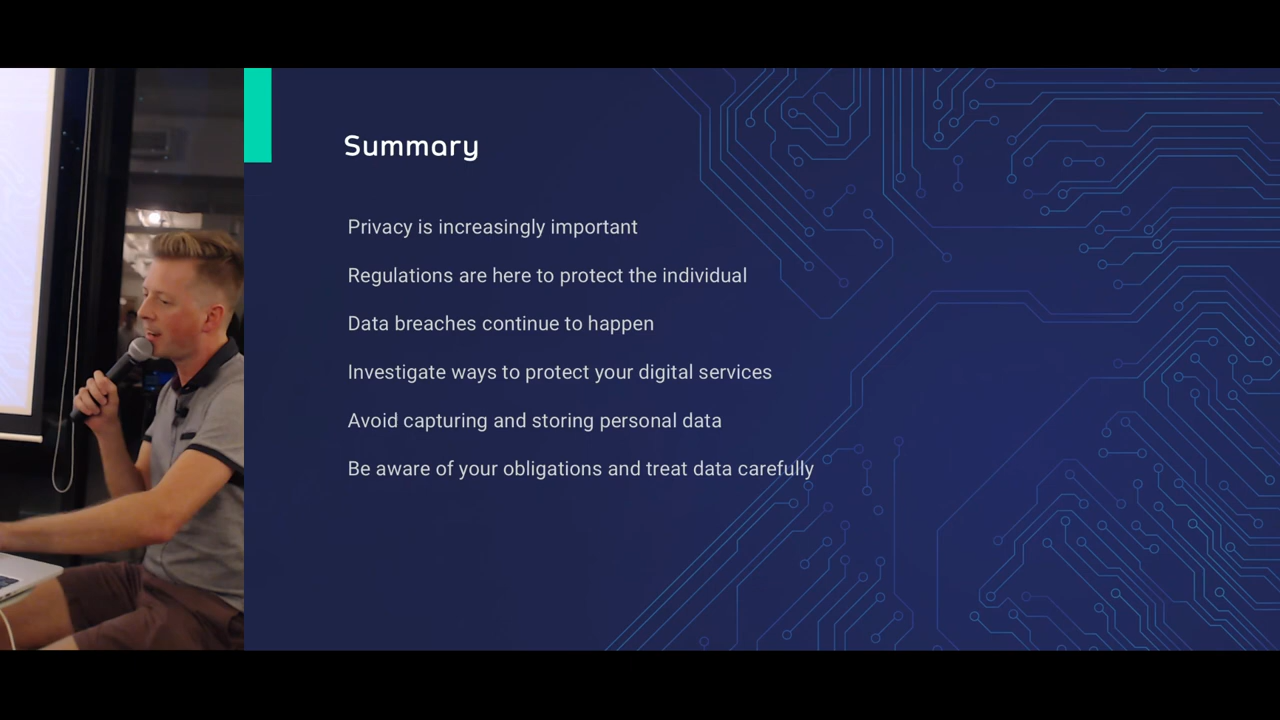 Summary
Privacy is increasingly important
Regulations are here to protect the individual
Data breaches continue to happen
Investigate ways to protect your digital services
Avoid capturing and storing personal data
Be aware of your obligations and treat data carefully